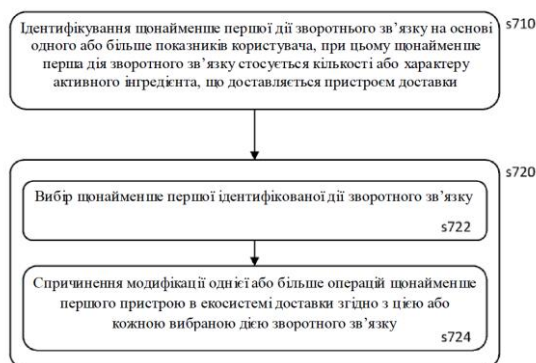 Ідентифікування щонайменше першої дії зворотнього зв’язку на основі
одного або більше показників користувача, при цьому щонайменше
перша дія зворотного зв’язку стосується кількості або характеру
активного інгредієнта, що доставляється пристроєм доставки
s710
s720
Вибір щонайменше першої ідентифікованої дії зворотного зв’язку
s722
Спричинення модифікації однієї або більше операцій щонайменше
першого пристрою в екосистемі доставки згідно з цією або
кожною вибраною дією зворотного зв’язку
s724